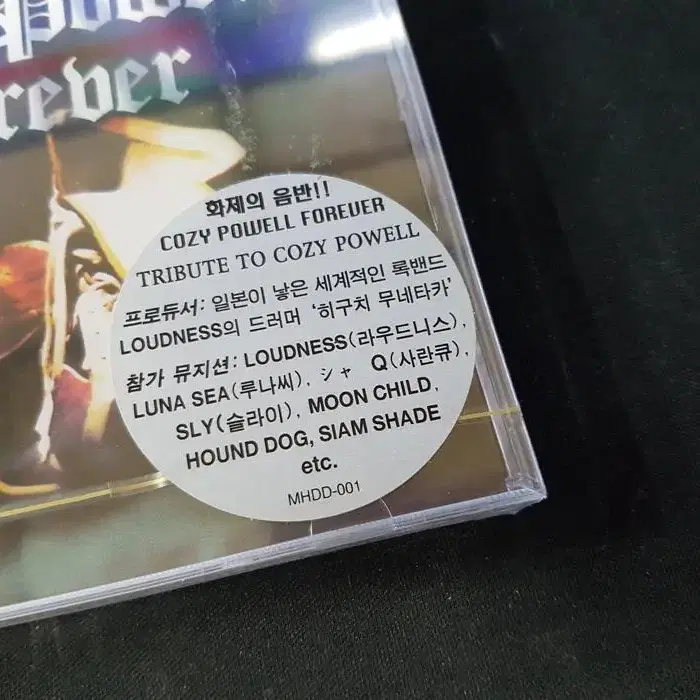 rever
화제의 음반!!
COZY POWELL FOREVER
TRIBUTE TO COZY POWELL
프로듀서: 일본이 낳은 세계적인 록밴드
LOUDNESS의 드러머 '히구치 무네타카'
참가 뮤지션: LOUDNESS(라우드니스),
LUNA SEA(루나씨), シャ Q(사란큐),
SLY(슬라이), MOON CHILD,
HOUND DOG, SIAM SHADE
etc.
MHDD-001